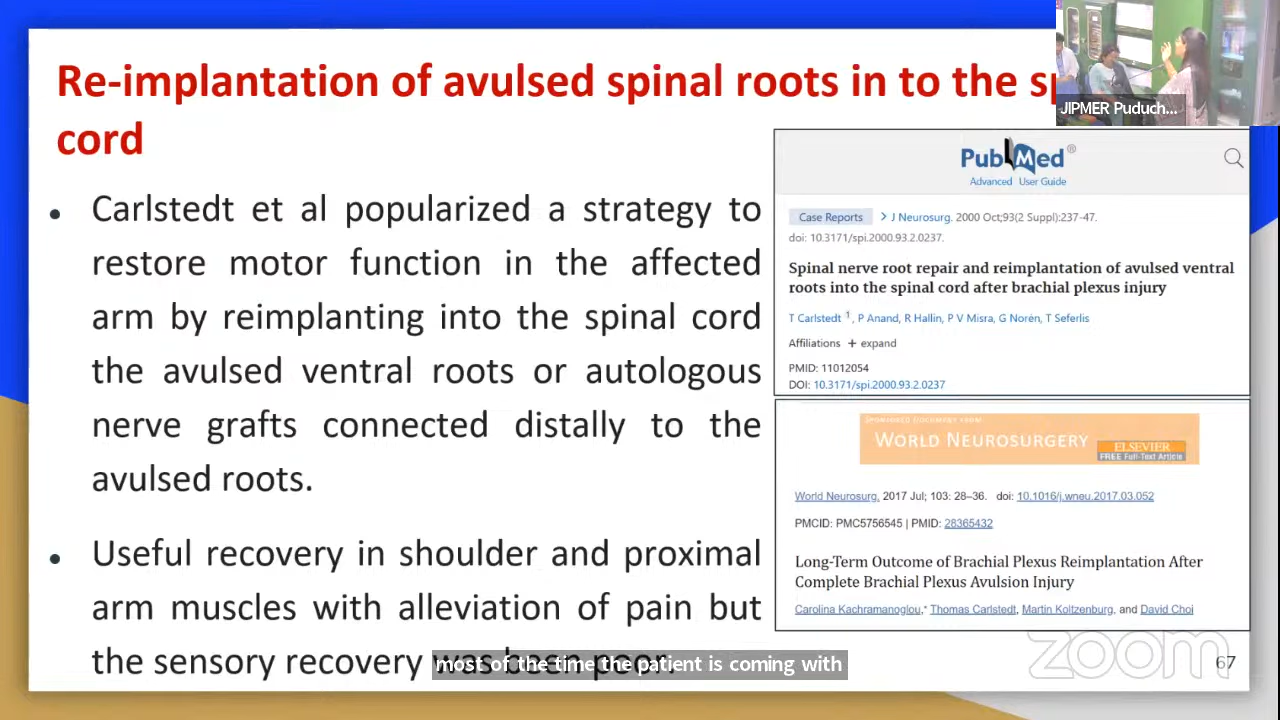 Re-implantation of avulsed spinal roots in to the
cord
JIPMER Puduch...
Carlstedt et al popularized a strategy to
restore motor function in the affected
arm by reimplanting into the spinal cord
the avulsed ventral roots or autologous
nerve grafts connected distally to the
avulsed roots.
Useful recovery in shoulder and proximal
arm muscles with alleviation of pain but
the sensory recovery was been poor.
PubMed®
Advanced User Guide
Case Reports > J Neurosurg. 2000 Oct;93(2 Suppl):237-47.
doi: 10.3171/spi.2000.93.2.0237.
Spinal nerve root repair and reimplantation of avulsed ventral
roots into the spinal cord after brachial plexus injury
T Carlstedt 1, P Anand, R Hallin, P V Misra, G Norén, T Seferlis
Affiliations + expand
PMID: 11012054
DOI: 10.3171/spi.2000.93.2.0237
Sponsored Document from
World Neurosurgery
ELSEVIER
FREE Full-Text Article
World Neurosurg. 2017 Jul; 103: 28–36. doi: 10.1016/j.wneu.2017.03.052
PMCID: PMC5756545 | PMID: 28365432
Long-Term Outcome of Brachial Plexus Reimplantation After
Complete Brachial Plexus Avulsion Injury
Carolina Kachramanoglou,* Thomas Carlstedt, Martin Koltzenburg, and David Choi
most of the time the patient is coming with
zoom
67